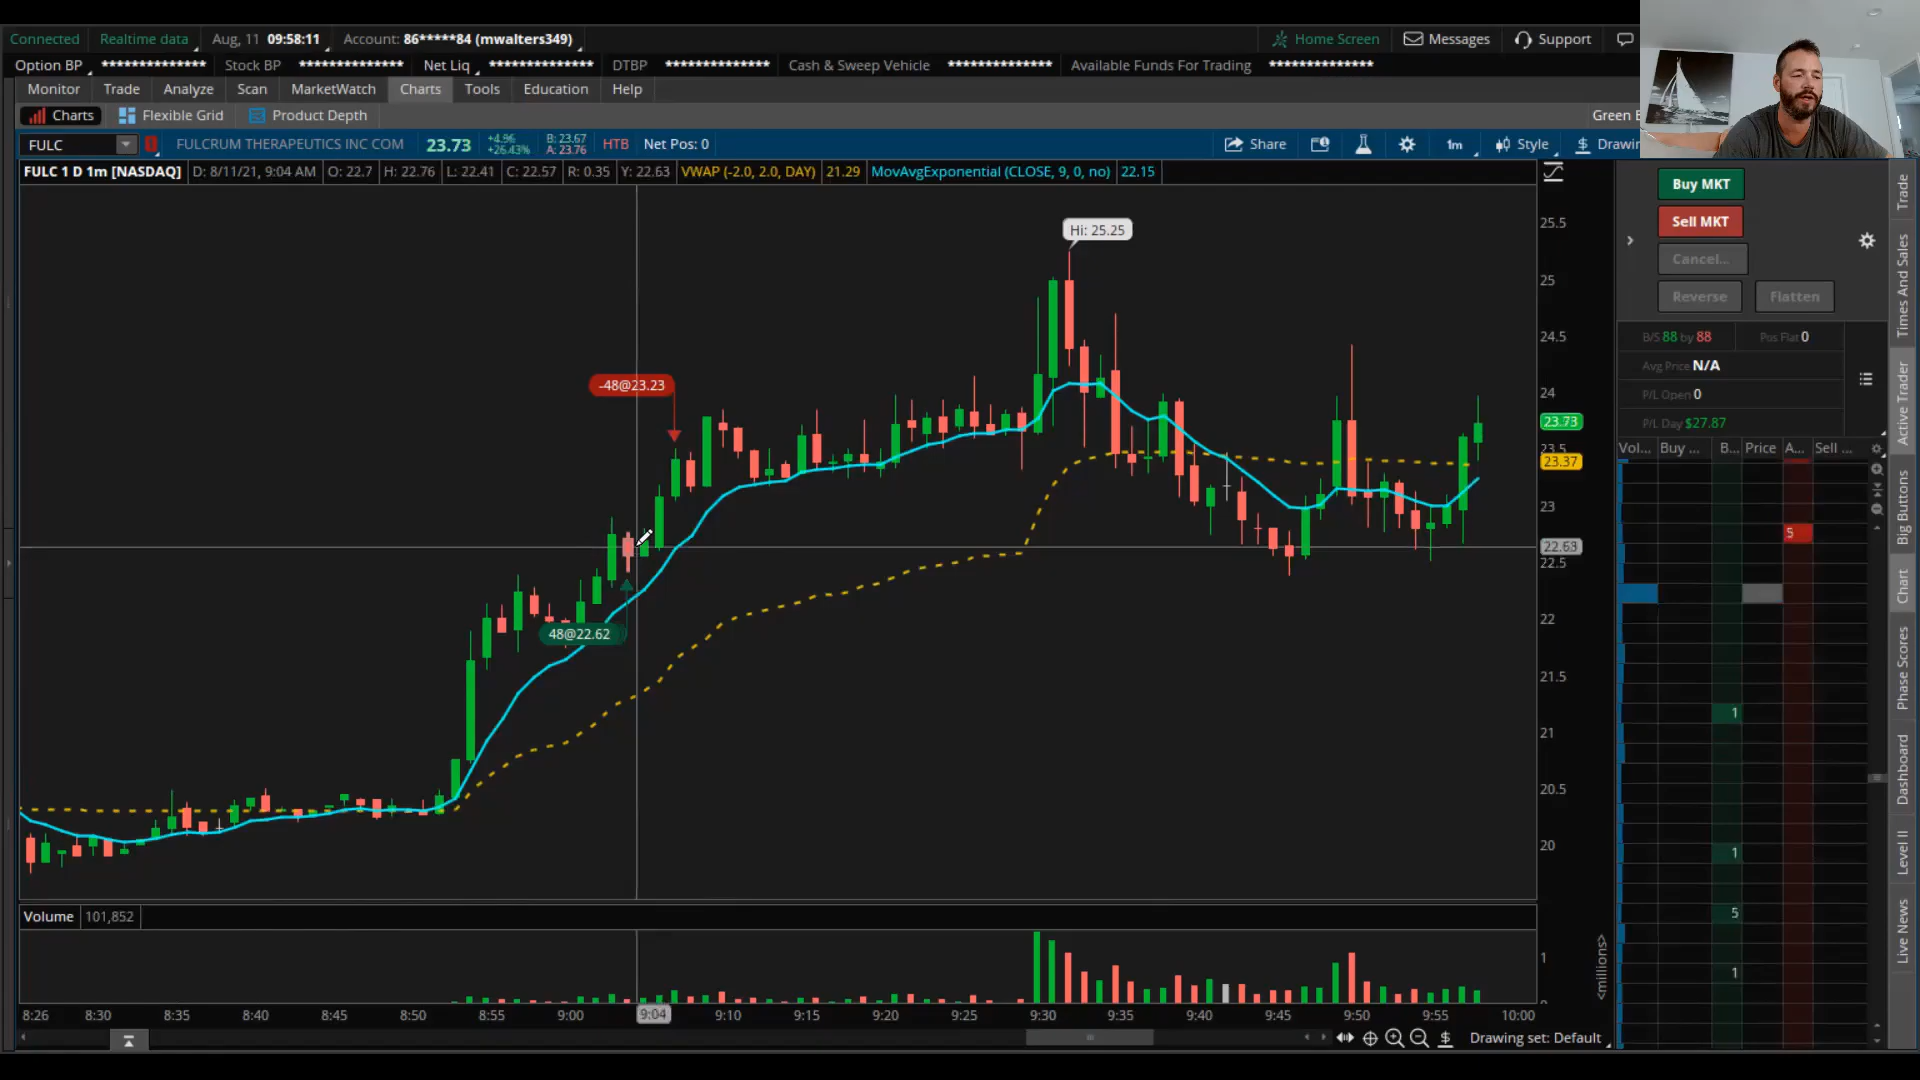 Connected Realtime data Aug, 11 09:58:11 Account: 86*****84 (mwalters349) Home Screen Messages Support
Option BP ************** Stock BP ************** Net Liq ************** DTBP ************** Cash & Sweep Vehicle ************** Available Funds For Trading **************
Monitor Trade Analyze Scan MarketWatch Charts Tools Education Help
Charts Flexible Grid Product Depth Green
FULC FULCRUM THERAPEUTICS INC COM 23.73 +4.96 +26.43% B: 23.67 A: 23.76 HTB Net Pos: 0 Share 1m Style Drawin
FULC 1 D 1m [NASDAQ] D: 8/11/21, 9:04 AM O: 22.7 H: 22.76 L: 22.41 C: 22.57 R: 0.35 Y: 22.63 VWAP (-2.0, 2.0, DAY) 21.29 MovAvgExponential (CLOSE, 9, 0, no) 22.15
Hi: 25.25
-48@23.23
48@22.62
25.5
25
24.5
24
23.73
23.5
23.37
23
22.63
22.5
22
21.5
21
20.5
20
Volume 101,852
1
0
<millions>
8:26 8:30 8:35 8:40 8:45 8:50 8:55 9:00 9:04 9:10 9:15 9:20 9:25 9:30 9:35 9:40 9:45 9:50 9:55 10:00
Drawing set: Default
Buy MKT
Sell MKT
Cancel...
Reverse Flatten
B/S 88 by 88 Pos Flat 0
Avg Price N/A
P/L Open 0
P/L Day $27.87
Vol... Buy ... B... Price A... Sell ...
5
1
1
5
1
Trade
Times And Sales
Active Trader
Big Buttons
Chart
Phase Scores
Dashboard
Level II
Live News